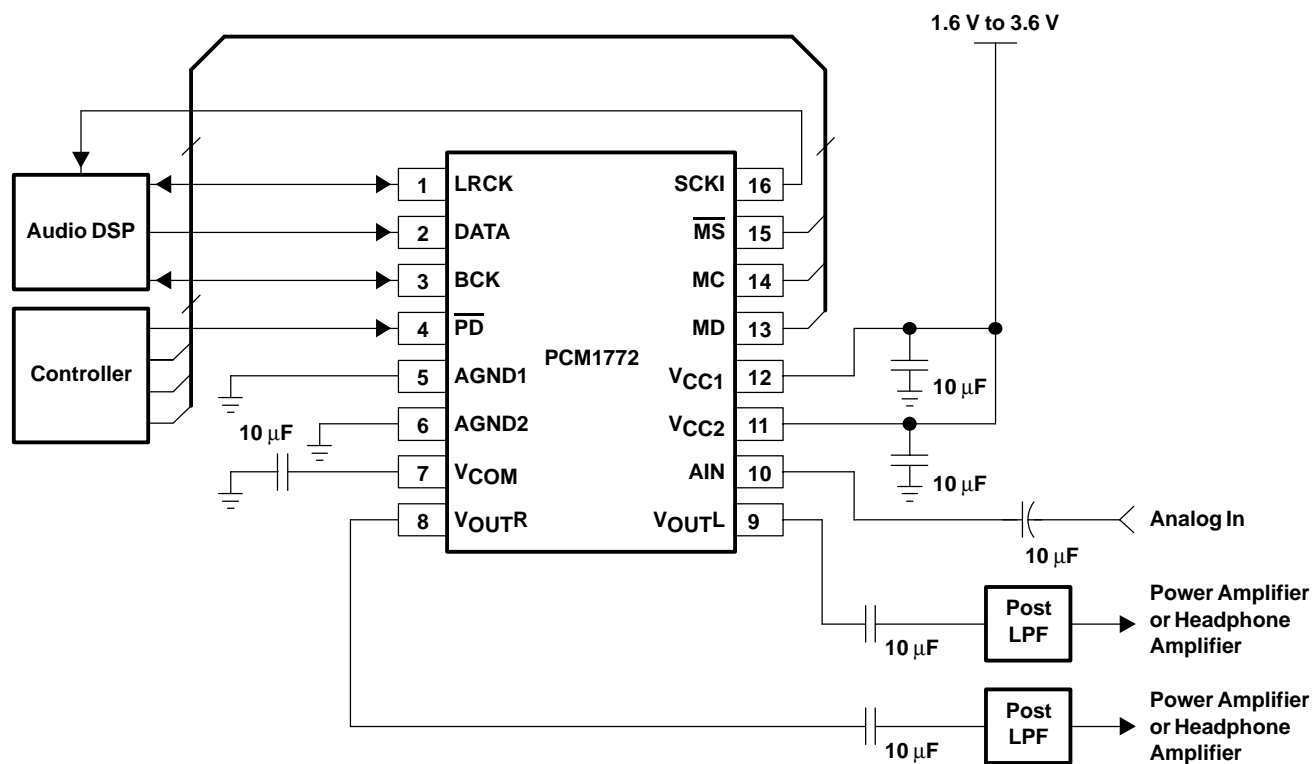 1.6 V to 3.6 V
Audio DSP
Controller
1 LRCK
2 DATA
3 BCK
4 PD
5 AGND1
6 AGND2
7 VCOM
8 VOUTR
PCM1772
SCKI 16
MS 15
MC 14
MD 13
VCC1 12
VCC2 11
AIN 10
VOUTL 9
10 μF
10 μF
10 μF
10 μF
Analog In
Post
LPF
10 μF
Power Amplifier
or Headphone
Amplifier
Post
LPF
10 μF
Power Amplifier
or Headphone
Amplifier